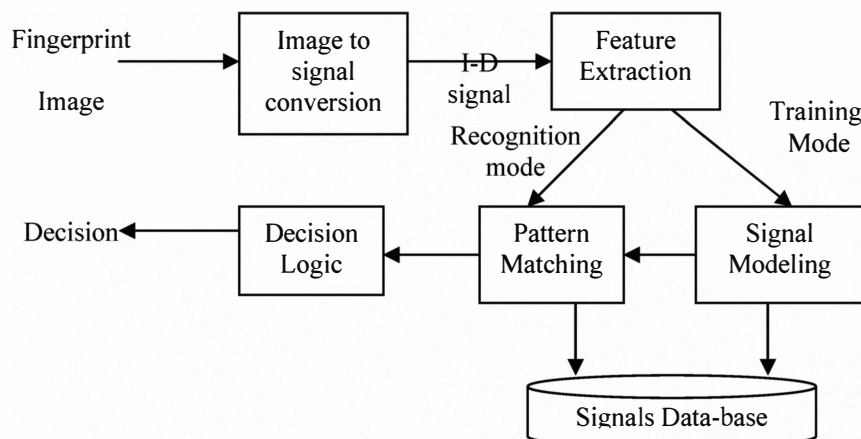 Fingerprint
Image
Image to
signal
conversion
I-D
signal
Feature
Extraction
Recognition
mode
Training
Mode
Decision
Decision
Logic
Pattern
Matching
Signal
Modeling
Signals Data-base